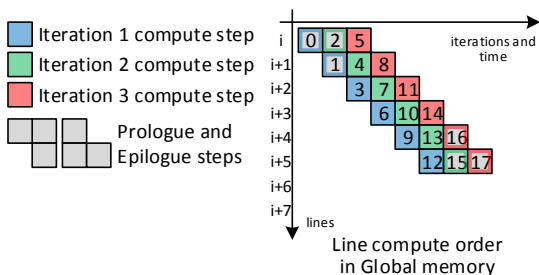 Iteration 1 compute step
Iteration 2 compute step
Iteration 3 compute step
Prologue and
Epilogue steps
iterations and
time
i 0 2 5
i+1 1 4 8
i+2 3 7 11
i+3 6 10 14
i+4 9 13 16
i+5 12 15 17
i+6
i+7
lines
Line compute order
in Global memory